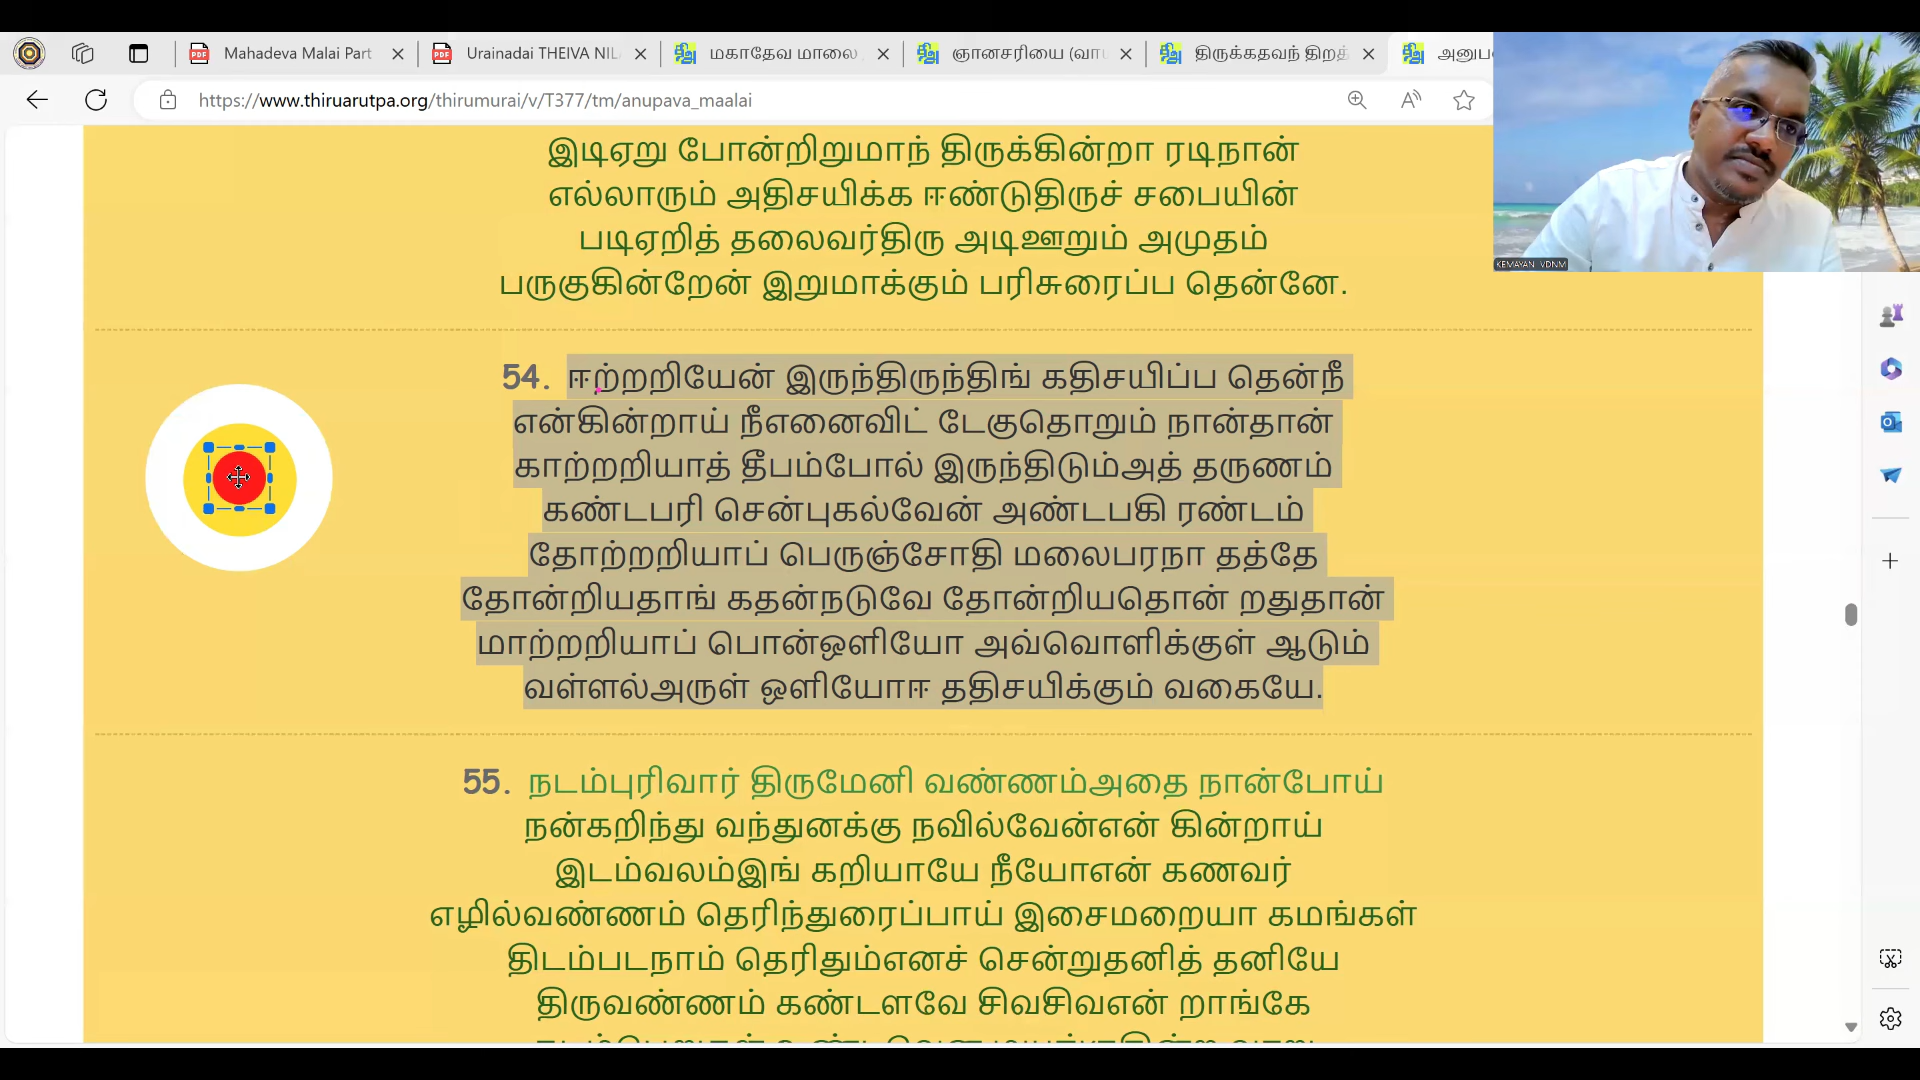 Mahadeva Malai Part
Urainadai THEIVA NIL
மகாதேவ மாலை
ஞானசரியை (வா
திருக்கதவந் திறத்
அனுப
https://www.thiruarutpa.org/thirumurai/v/T377/tm/anupava_maalai
KEMAYAN VDNM
இடிஏறு போன்றிறுமாந் திருக்கின்றா ரடிநான்
எல்லாரும் அதிசயிக்க ஈண்டுதிருச் சபையின்
படிஏறித் தலைவர்திரு அடிஊறும் அமுதம்
பருகுகின்றேன் இறுமாக்கும் பரிசுரைப்ப தென்னே.
54. ஈற்றறியேன் இருந்திருந்திங் கதிசயிப்ப தென்நீ
என்கின்றாய் நீஎனைவிட் டேகுதொறும் நான்தான்
காற்றறியாத் தீபம்போல் இருந்திடும்அத் தருணம்
கண்டபரி சென்புகல்வேன் அண்டபகி ரண்டம்
தோற்றறியாப் பெருஞ்சோதி மலைபரநா தத்தே
தோன்றியதாங் கதன்நடுவே தோன்றியதொன் றதுதான்
மாற்றறியாப் பொன்ஒளியோ அவ்வொளிக்குள் ஆடும்
வள்ளல்அருள் ஒளியோஈ ததிசயிக்கும் வகையே.
55. நடம்புரிவார் திருமேனி வண்ணம்அதை நான்போய்
நன்கறிந்து வந்துனக்கு நவில்வேன்என் கின்றாய்
இடம்வலம்இங் கறியாயே நீயோஎன் கணவர்
எழில்வண்ணம் தெரிந்துரைப்பாய் இசைமறையா கமங்கள்
திடம்படநாம் தெரிதும்எனச் சென்றுதனித் தனியே
திருவண்ணம் கண்டளவே சிவசிவஎன் றாங்கே